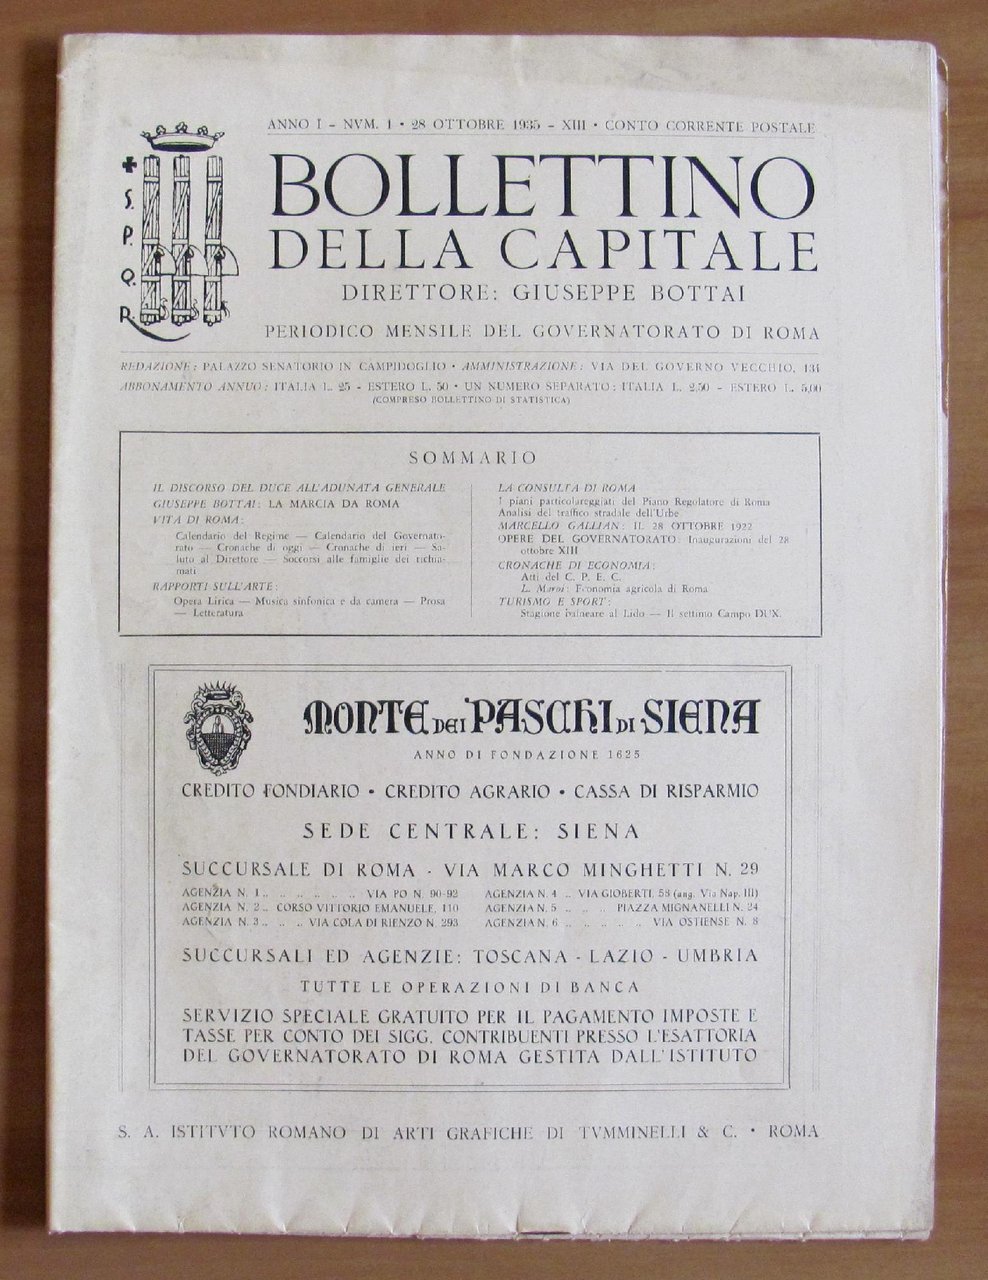 ANNO I - NVM. 1 • 28 OTTOBRE 1935 - XIII • CONTO CORRENTE POSTALE
S.
P.
Q.
R.
BOLLETTINO
DELLA CAPITALE
DIRETTORE: GIUSEPPE BOTTAI
PERIODICO MENSILE DEL GOVERNATORATO DI ROMA
REDAZIONE: PALAZZO SENATORIO IN CAMPIDOGLIO • AMMINISTRAZIONE: VIA DEL GOVERNO VECCHIO, 134
ABBONAMENTO ANNUO: ITALIA L. 25 - ESTERO L. 50 • UN NUMERO SEPARATO: ITALIA L. 2,50 - ESTERO L. 5,00
(COMPRESO BOLLETTINO DI STATISTICA)
SOMMARIO
IL DISCORSO DEL DUCE ALL'ADUNATA GENERALE
GIUSEPPE BOTTAI: LA MARCIA DA ROMA
VITA DI ROMA:
Calendario del Regime — Calendario del Governato-
rato — Cronache di oggi — Cronache di ieri — Sa-
luto al Direttore — Soccorsi alle famiglie dei richia-
mati
RAPPORTI SULL'ARTE:
Opera Lirica — Musica sinfonica e da camera — Prosa
— Letteratura
LA CONSULTA DI ROMA
I piani particolareggiati del Piano Regolatore di Roma
Analisi del traffico stradale dell'Urbe
MARCELLO GALLIAN: IL 28 OTTOBRE 1922
OPERE DEL GOVERNATORATO: Inaugurazioni del 28
ottobre XIII
CRONACHE DI ECONOMIA:
Atti del C. P. E. C.
L. Maroi: Economia agricola di Roma
TURISMO E SPORT:
Stagione balneare al Lido — Il settimo Campo DUX.
MONTE DEI PASCHI DI SIENA
ANNO DI FONDAZIONE 1625
CREDITO FONDIARIO • CREDITO AGRARIO • CASSA DI RISPARMIO
SEDE CENTRALE: SIENA
SUCCURSALE DI ROMA - VIA MARCO MINGHETTI N. 29
AGENZIA N. 1 .. .. .. .. .. .. VIA PO N. 90-92
AGENZIA N. 2 .. CORSO VITTORIO EMANUELE, 110
AGENZIA N. 3 .. .. .. VIA COLA DI RIENZO N. 293
AGENZIA N. 4 .. VIA GIOBERTI, 53 (ang. Via Nap. III)
AGENZIA N. 5 .. .. .. PIAZZA MIGNANELLI N. 24
AGENZIA N. 6 .. .. .. .. .. VIA OSTIENSE N. 8
SUCCURSALI ED AGENZIE: TOSCANA - LAZIO - UMBRIA
TUTTE LE OPERAZIONI DI BANCA
SERVIZIO SPECIALE GRATUITO PER IL PAGAMENTO IMPOSTE E
TASSE PER CONTO DEI SIGG. CONTRIBUENTI PRESSO L'ESATTORIA
DEL GOVERNATORATO DI ROMA GESTITA DALL'ISTITUTO
S. A. ISTITVTO ROMANO DI ARTI GRAFICHE DI TVMMINELLI & C. • ROMA